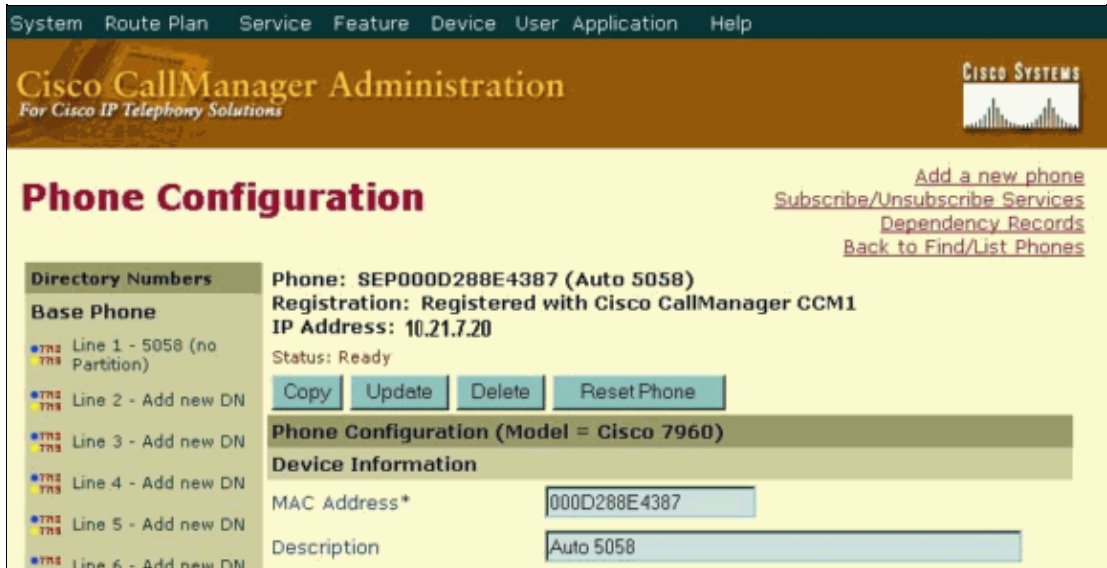 System Route Plan Service Feature Device User Application Help
Cisco CallManager Administration
For Cisco IP Telephony Solutions
CISCO SYSTEMS
Phone Configuration
Add a new phone
Subscribe/Unsubscribe Services
Dependency Records
Back to Find/List Phones
Directory Numbers
Base Phone
Line 1 - 5058 (no
Partition)
Line 2 - Add new DN
Line 3 - Add new DN
Line 4 - Add new DN
Line 5 - Add new DN
Line 6 - Add new DN
Phone: SEP000D288E4387 (Auto 5058)
Registration: Registered with Cisco CallManager CCM1
IP Address: 10.21.7.20
Status: Ready
Copy Update Delete Reset Phone
Phone Configuration (Model = Cisco 7960)
Device Information
MAC Address* 000D288E4387
Description Auto 5058